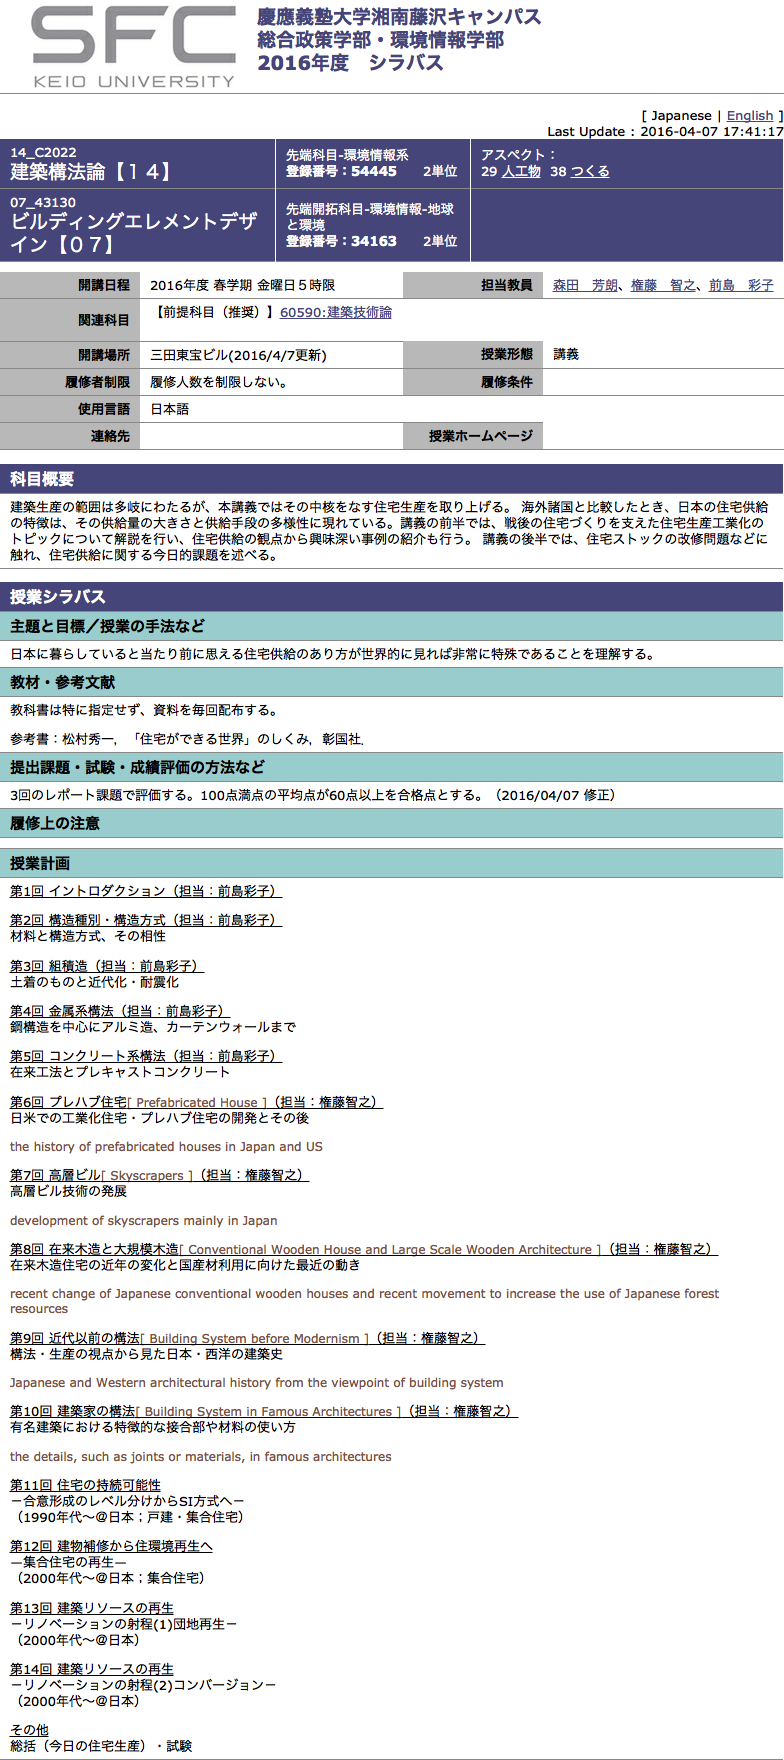 SFC
KEIO UNIVERSITY
慶應義塾大学湘南藤沢キャンパス
総合政策学部・環境情報学部
2016年度　シラバス
[ Japanese | English ]
Last Update : 2016-04-07 17:41:17
14_C2022
建築構法論【１４】
先端科目-環境情報系
登録番号：54445 2単位
アスペクト：
29 人工物 38 つくる
07_43130
ビルディングエレメントデザ
イン【０７】
先端開拓科目-環境情報-地球
と環境
登録番号：34163 2単位
開講日程 2016年度 春学期 金曜日５時限 担当教員 森田　芳朗、権藤　智之、前島　彩子
関連科目 【前提科目（推奨）】60590:建築技術論
開講場所 三田東宝ビル(2016/4/7更新) 授業形態 講義
履修者制限 履修人数を制限しない。 履修条件
使用言語 日本語
連絡先 授業ホームページ
科目概要
建築生産の範囲は多岐にわたるが、本講義ではその中核をなす住宅生産を取り上げる。 海外諸国と比較したとき、日本の住宅供給
の特徴は、その供給量の大きさと供給手段の多様性に現れている。講義の前半では、戦後の住宅づくりを支えた住宅生産工業化の
トピックについて解説を行い、住宅供給の観点から興味深い事例の紹介も行う。 講義の後半では、住宅ストックの改修問題などに
触れ、住宅供給に関する今日的課題を述べる。
授業シラバス
主題と目標／授業の手法など
日本に暮らしていると当たり前に思える住宅供給のあり方が世界的に見れば非常に特殊であることを理解する。
教材・参考文献
教科書は特に指定せず、資料を毎回配布する。
参考書：松村秀一，「住宅ができる世界」のしくみ，彰国社.
提出課題・試験・成績評価の方法など
3回のレポート課題で評価する。100点満点の平均点が60点以上を合格点とする。（2016/04/07 修正）
履修上の注意
授業計画
第1回 イントロダクション（担当：前島彩子）
第2回 構造種別・構造方式（担当：前島彩子）
材料と構造方式、その相性
第3回 組積造（担当：前島彩子）
土着のものと近代化・耐震化
第4回 金属系構法（担当：前島彩子）
鋼構造を中心にアルミ造、カーテンウォールまで
第5回 コンクリート系構法（担当：前島彩子）
在来工法とプレキャストコンクリート
第6回 プレハブ住宅[ Prefabricated House ]（担当：権藤智之）
日米での工業化住宅・プレハブ住宅の開発とその後
the history of prefabricated houses in Japan and US
第7回 高層ビル[ Skyscrapers ]（担当：権藤智之）
高層ビル技術の発展
development of skyscrapers mainly in Japan
第8回 在来木造と大規模木造[ Conventional Wooden House and Large Scale Wooden Architecture ]（担当：権藤智之）
在来木造住宅の近年の変化と国産材利用に向けた最近の動き
recent change of Japanese conventional wooden houses and recent movement to increase the use of Japanese forest
resources
第9回 近代以前の構法[ Building System before Modernism ]（担当：権藤智之）
構法・生産の視点から見た日本・西洋の建築史
Japanese and Western architectural history from the viewpoint of building system
第10回 建築家の構法[ Building System in Famous Architectures ]（担当：権藤智之）
有名建築における特徴的な接合部や材料の使い方
the details, such as joints or materials, in famous architectures
第11回 住宅の持続可能性
－合意形成のレベル分けからSI方式へ－
（1990年代〜＠日本；戸建・集合住宅）
第12回 建物補修から住環境再生へ
―集合住宅の再生―
（2000年代〜＠日本；集合住宅）
第13回 建築リソースの再生
－リノベーションの射程(1)団地再生－
（2000年代〜＠日本）
第14回 建築リソースの再生
－リノベーションの射程(2)コンバージョン－
（2000年代〜＠日本）
その他
総括（今日の住宅生産）・試験